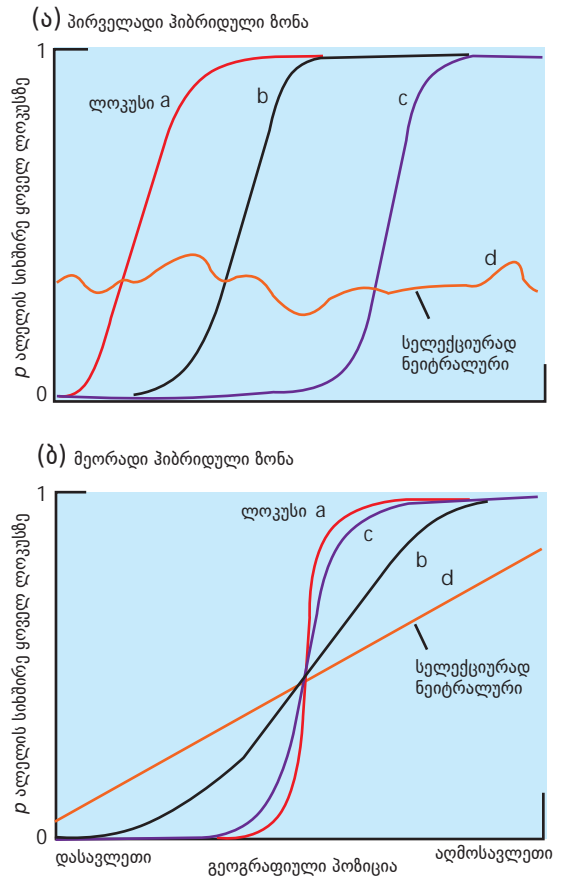 (ა) პირველადი ჰიბრიდული ზონა
1
ლოკუსი a
b
c
d
p ალელის სიხშირე ყოველ ლოკუსზე
სელექციურად
ნეიტრალური
0
(ბ) მეორადი ჰიბრიდული ზონა
1
ლოკუსი a
c
b
d
p ალელის სიხშირე ყოველ ლოკუსზე
სელექციურად
ნეიტრალური
0
დასავლეთი
გეოგრაფიული პოზიცია
აღმოსავლეთი